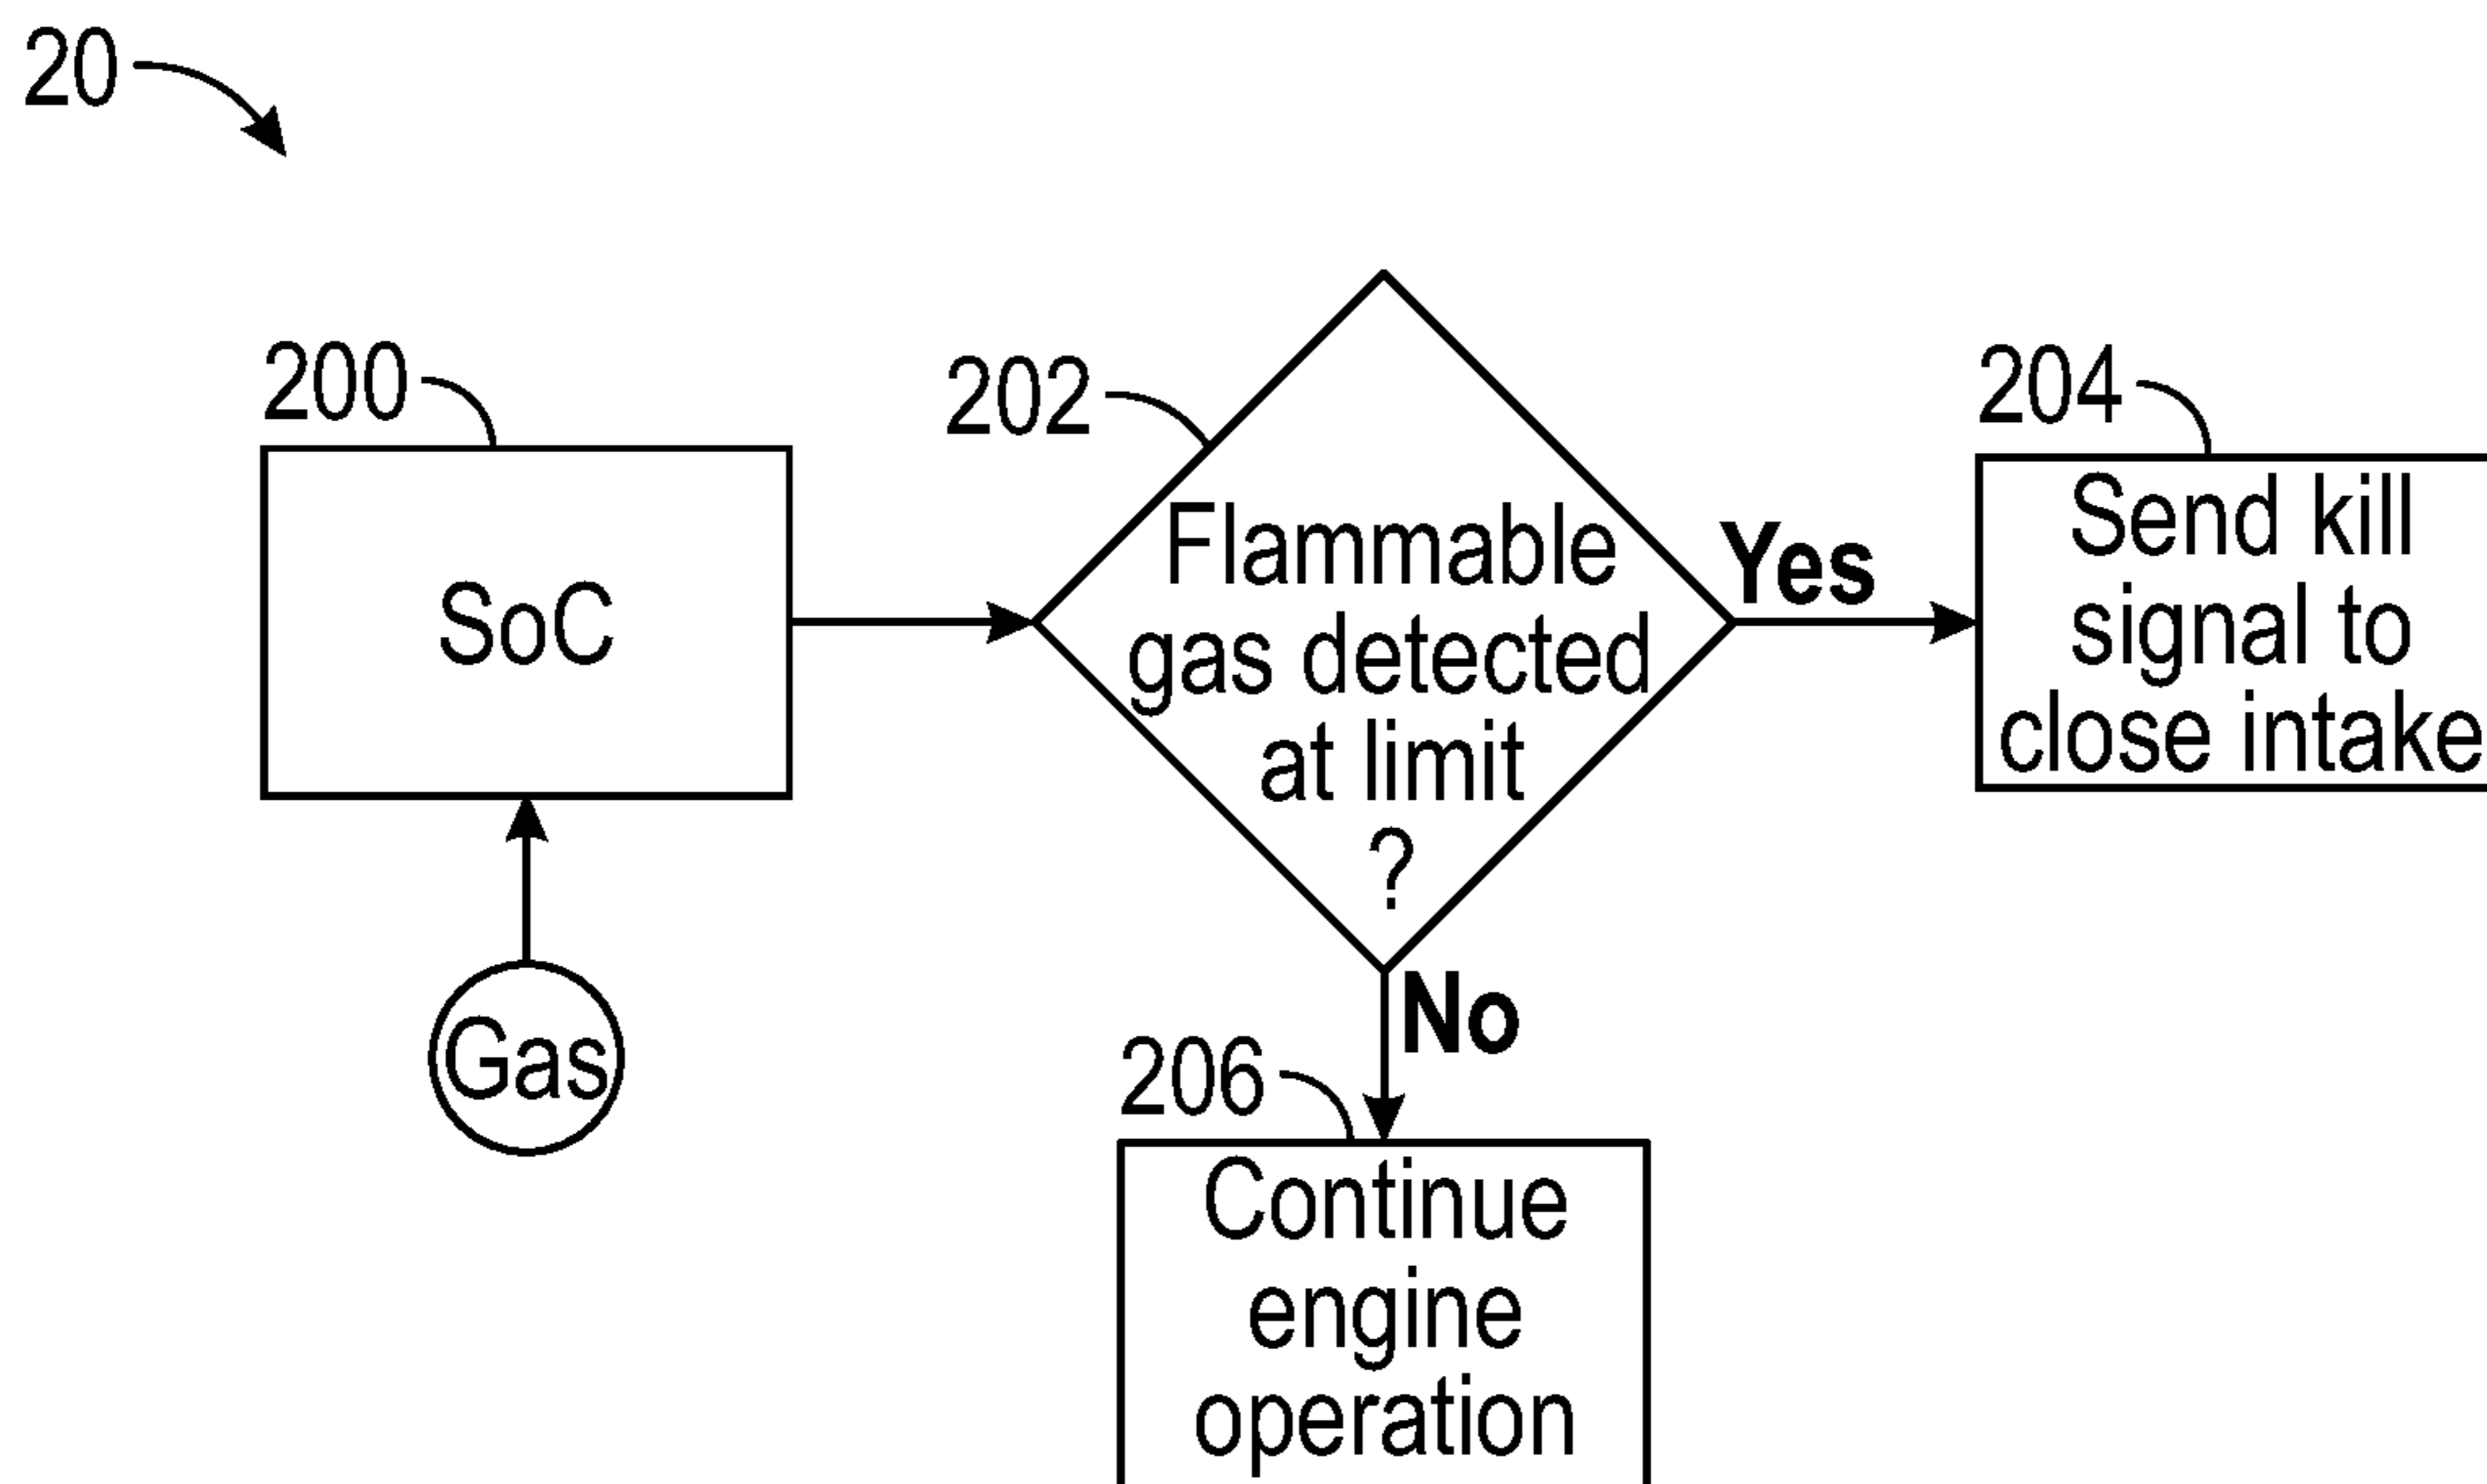 20
200
SoC
Gas
202
Flammable
gas detected
at limit
?
Yes
204
Send kill
signal to
close intake
No
206
Continue
engine
operation